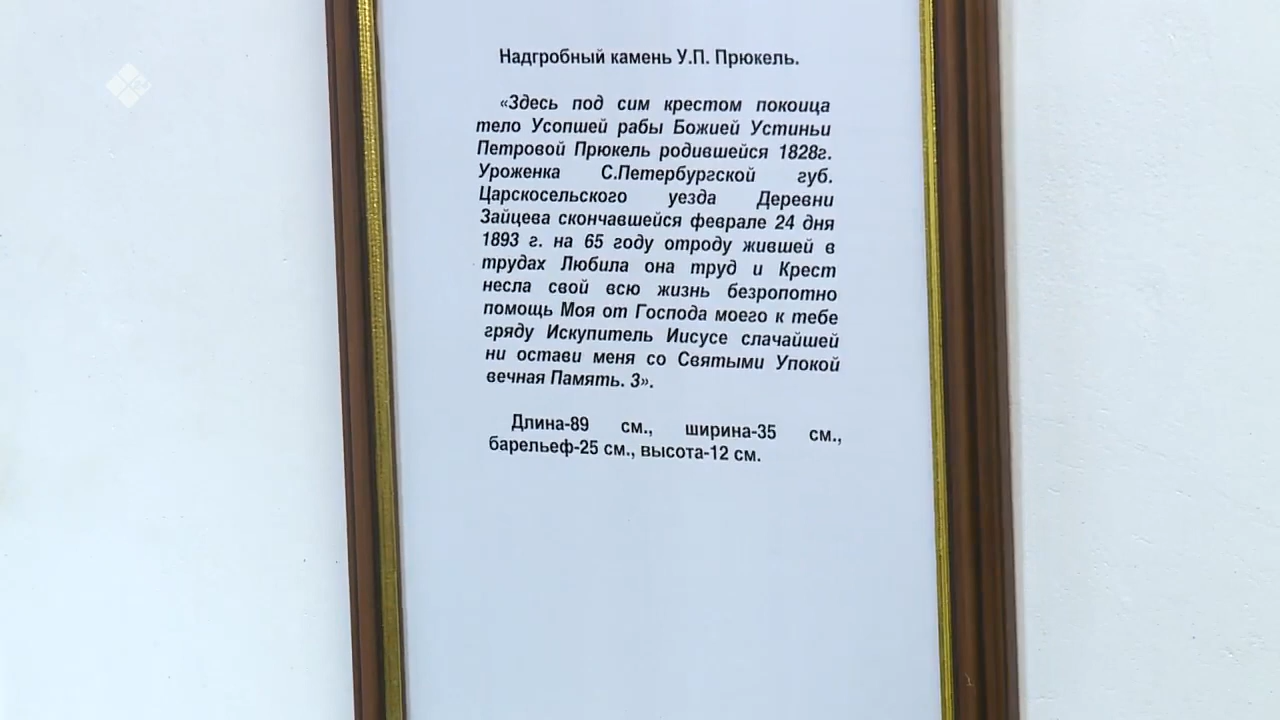 Надгробный камень У.П. Прюкель.
«Здесь под сим крестом покоица
тело Усопшей рабы Божией Устиньи
Петровой Прюкель родившейся 1828г.
Уроженка С.Петербургской губ.
Царскосельского уезда Деревни
Зайцева скончавшейся феврале 24 дня
1893 г. на 65 году отроду жившей в
трудах Любила она труд и Крест
несла свой всю жизнь безропотно
помощь Моя от Господа моего к тебе
гряду Искупитель Иисусе слачайшей
ни остави меня со Святыми Упокой
вечная Память. 3».
Длина-89 см., ширина-35 см.,
барельеф-25 см., высота-12 см.